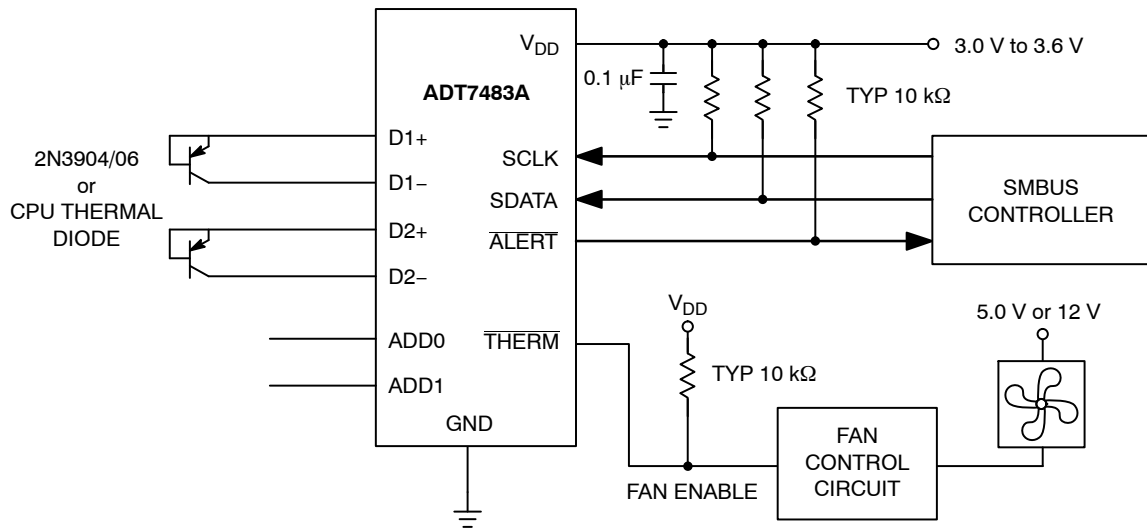 V_DD
3.0 V to 3.6 V
0.1 μF
ADT7483A
TYP 10 kΩ
2N3904/06
or
CPU THERMAL
DIODE
D1+
D1−
D2+
D2−
ADD0
ADD1
GND
SCLK
SDATA
ALERT
THERM
SMBUS
CONTROLLER
V_DD
TYP 10 kΩ
5.0 V or 12 V
FAN ENABLE
FAN
CONTROL
CIRCUIT